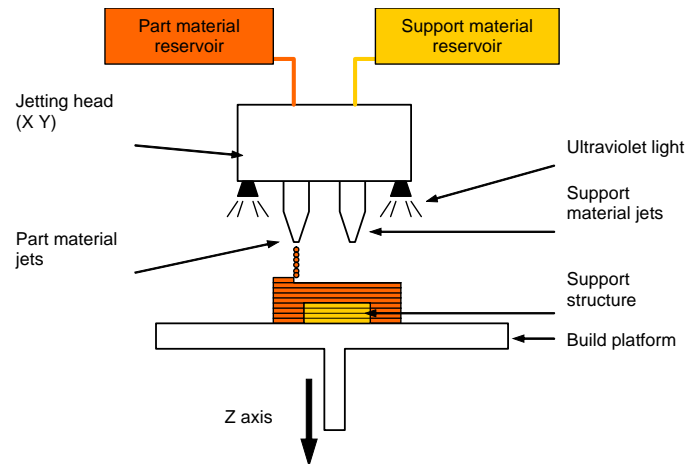 Part material
reservoir
Support material
reservoir
Jetting head
(X Y)
Ultraviolet light
Support
material jets
Part material
jets
Support
structure
Build platform
Z axis